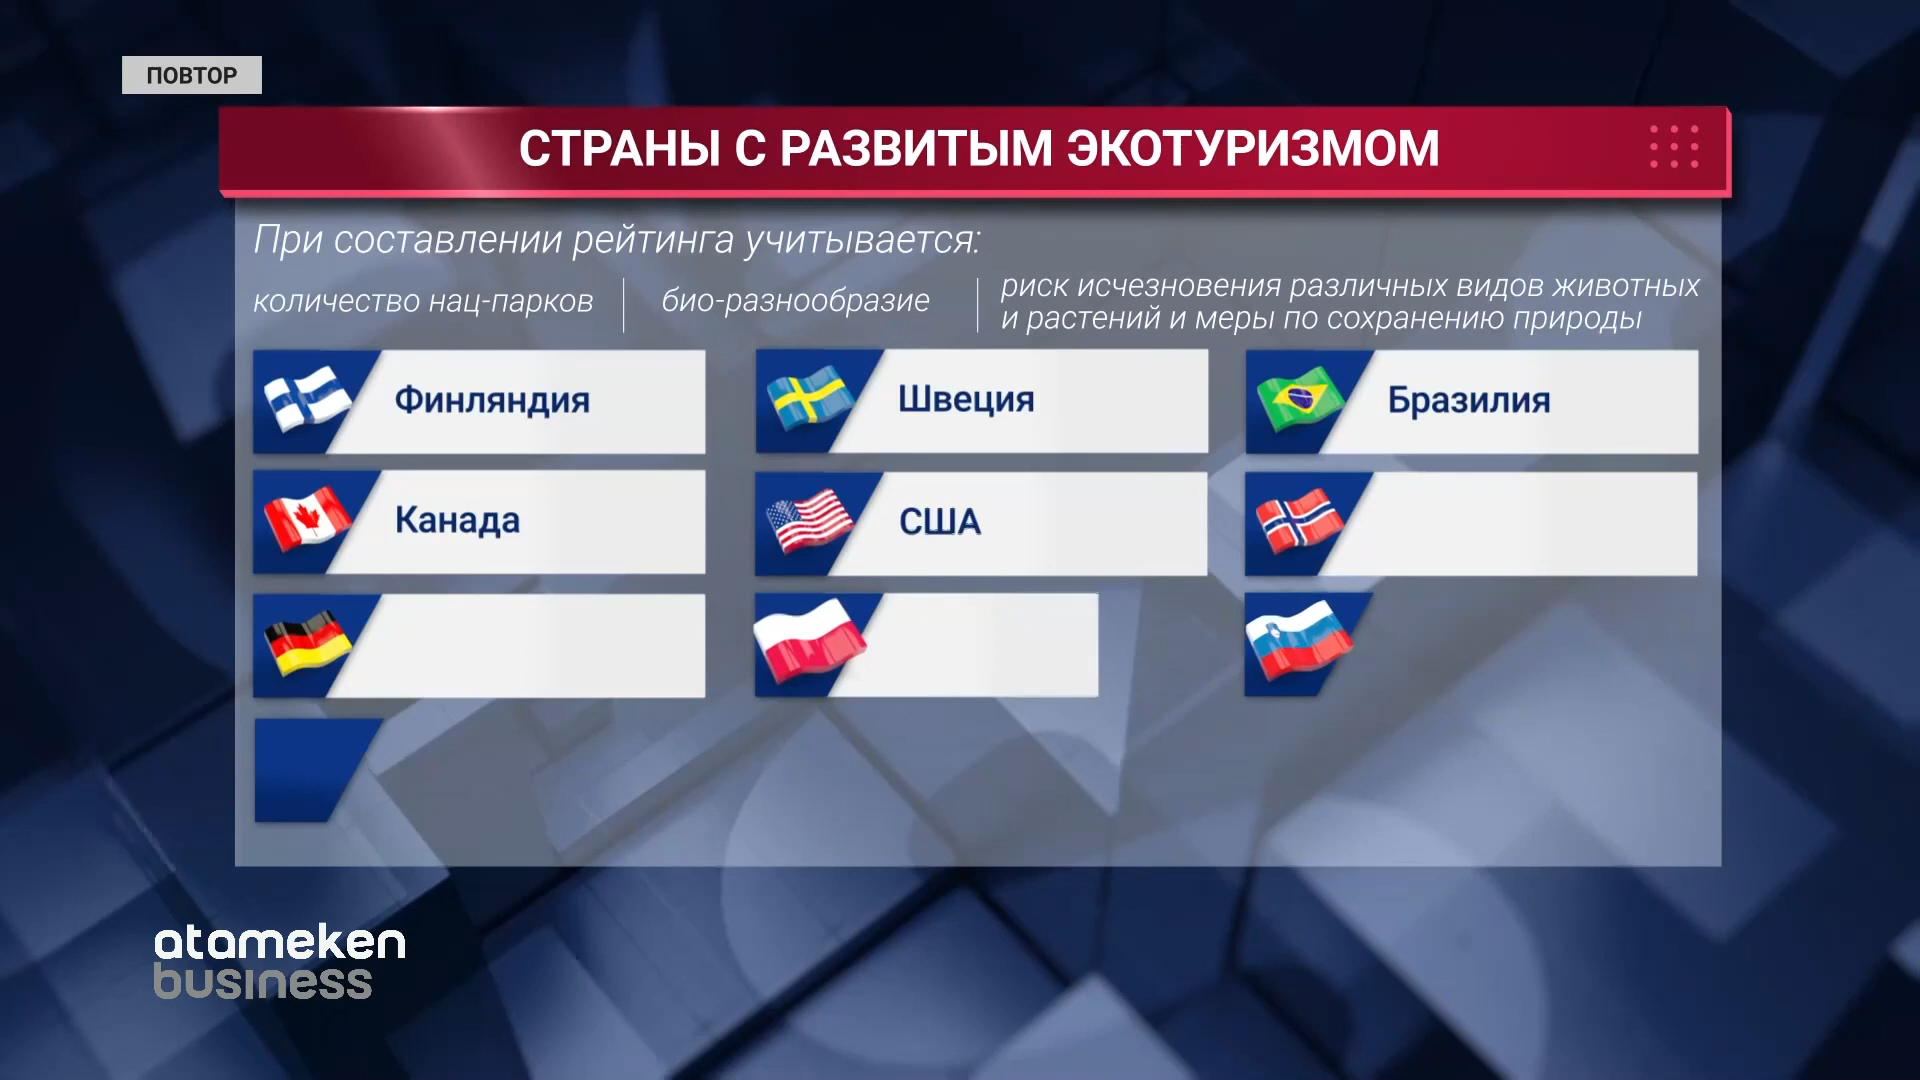 ПОВТОР
СТРАНЫ С РАЗВИТЫМ ЭКОТУРИЗМОМ
При составлении рейтинга учитывается:
количество нац-парков
био-разнообразие
риск исчезновения различных видов животных
и растений и меры по сохранению природы
Финляндия
Швеция
Бразилия
Канада
США
atameken
business